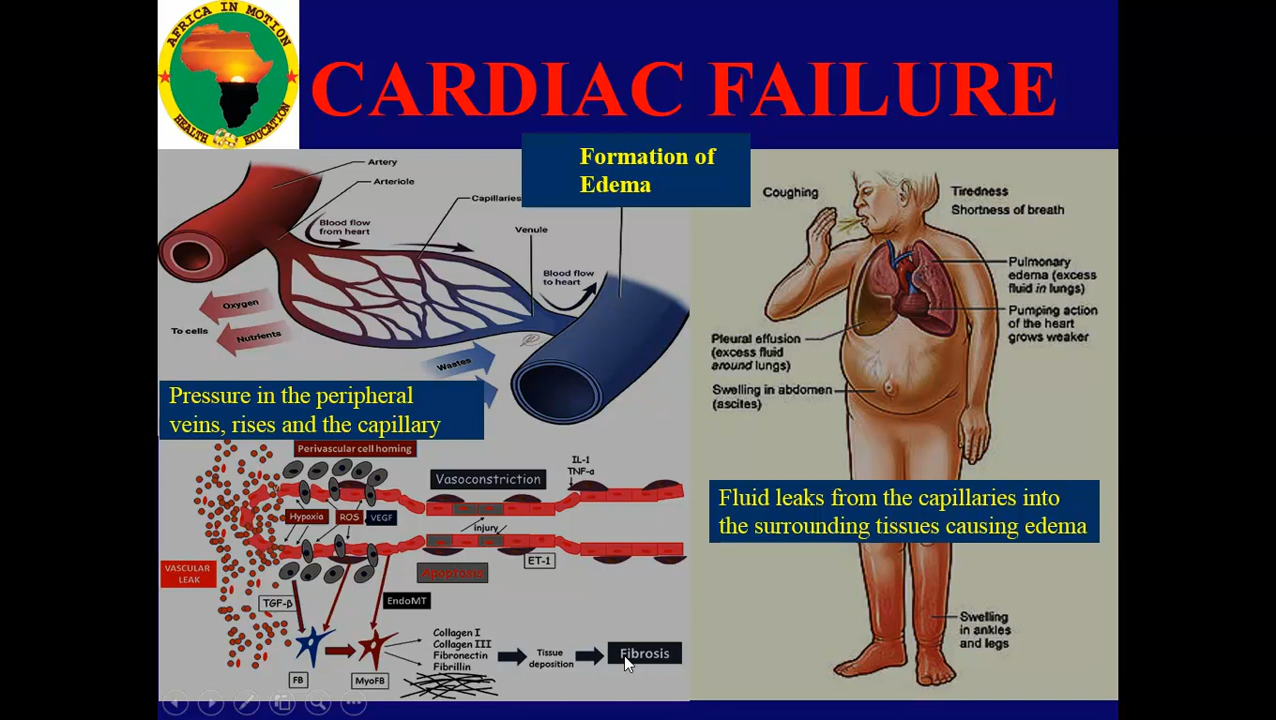 AFRICA IN MOTION
HEALTH EDUCATION
CARDIAC FAILURE
Formation of
Edema
Artery
Arteriole
Capillaries
Blood flow
from heart
Venule
Blood flow
to heart
Oxygen
To cells
Nutrients
Wastes
Pressure in the peripheral
veins, rises and the capillary
Perivascular cell homing
Hypoxia
ROS
VEGF
VASCULAR
LEAK
Vasoconstriction
IL-1
TNF-α
injury
ET-1
Apoptosis
TGF-β
EndoMT
FB
MyoFB
Collagen I
Collagen III
Fibronectin
Fibrillin
Tissue
deposition
Fibrosis
Coughing
Tiredness
Shortness of breath
Pulmonary
edema (excess
fluid in lungs)
Pumping action
of the heart
grows weaker
Pleural effusion
(excess fluid
around lungs)
Swelling in abdomen
(ascites)
Fluid leaks from the capillaries into
the surrounding tissues causing edema
Swelling
in ankles
and legs